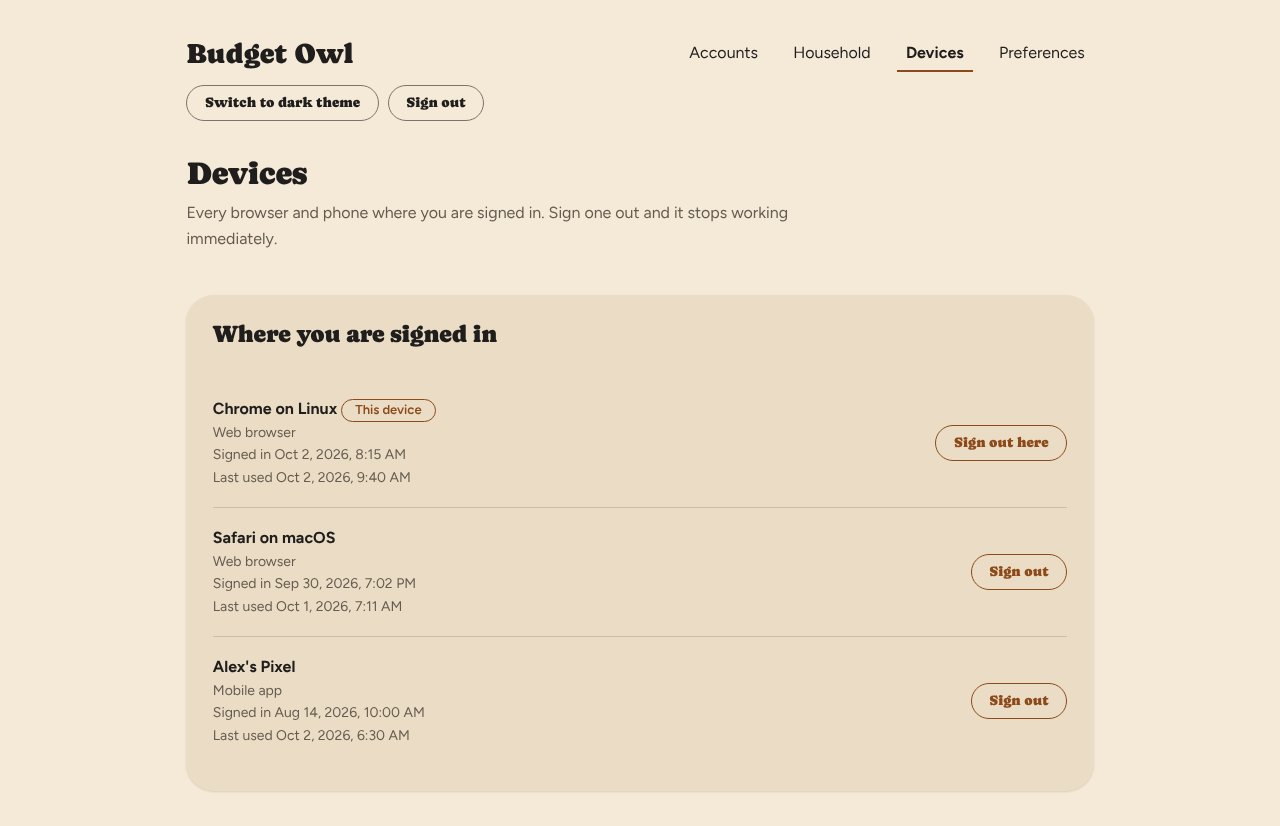 Budget Owl
Accounts Household Devices Preferences
Switch to dark theme Sign out
Devices
Every browser and phone where you are signed in. Sign one out and it stops working
immediately.
Where you are signed in
Chrome on Linux This device
Web browser
Signed in Oct 2, 2026, 8:15 AM
Last used Oct 2, 2026, 9:40 AM
Sign out here
Safari on macOS
Web browser
Signed in Sep 30, 2026, 7:02 PM
Last used Oct 1, 2026, 7:11 AM
Sign out
Alex's Pixel
Mobile app
Signed in Aug 14, 2026, 10:00 AM
Last used Oct 2, 2026, 6:30 AM
Sign out